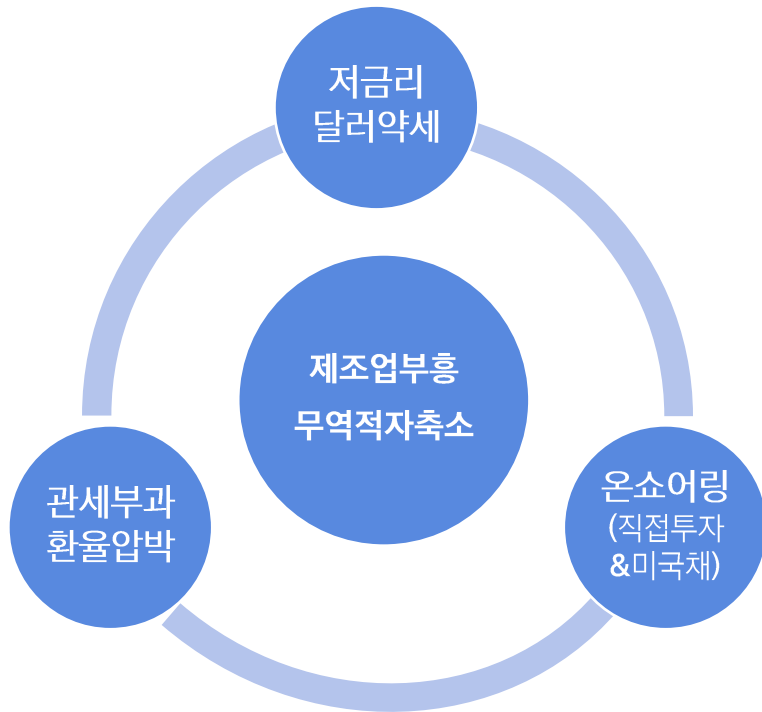 저금리
달러약세
제조업부흥
무역적자축소
관세부과
환율압박
온쇼어링
(직접투자
&미국채)